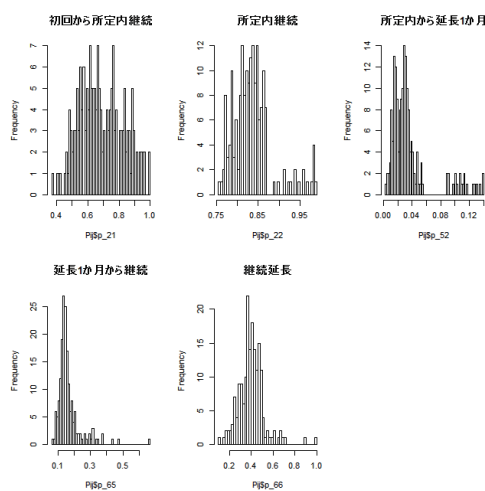 初回から所定内継続
所定内継続
所定内から延長1か月
Frequency
0 1 2 3 4 5 6 7
0.4 0.6 0.8 1.0
Pij$p_21
Frequency
0 2 4 6 8 10 12
0.75 0.85 0.95
Pij$p_22
Frequency
0 2 4 6 8 10 12 14
0.00 0.04 0.08 0.12
Pij$p_52
延長1か月から継続
継続延長
Frequency
0 5 10 15 20 25
0.1 0.3 0.5
Pij$p_65
Frequency
0 5 10 15 20
0.2 0.4 0.6 0.8 1.0
Pij$p_66